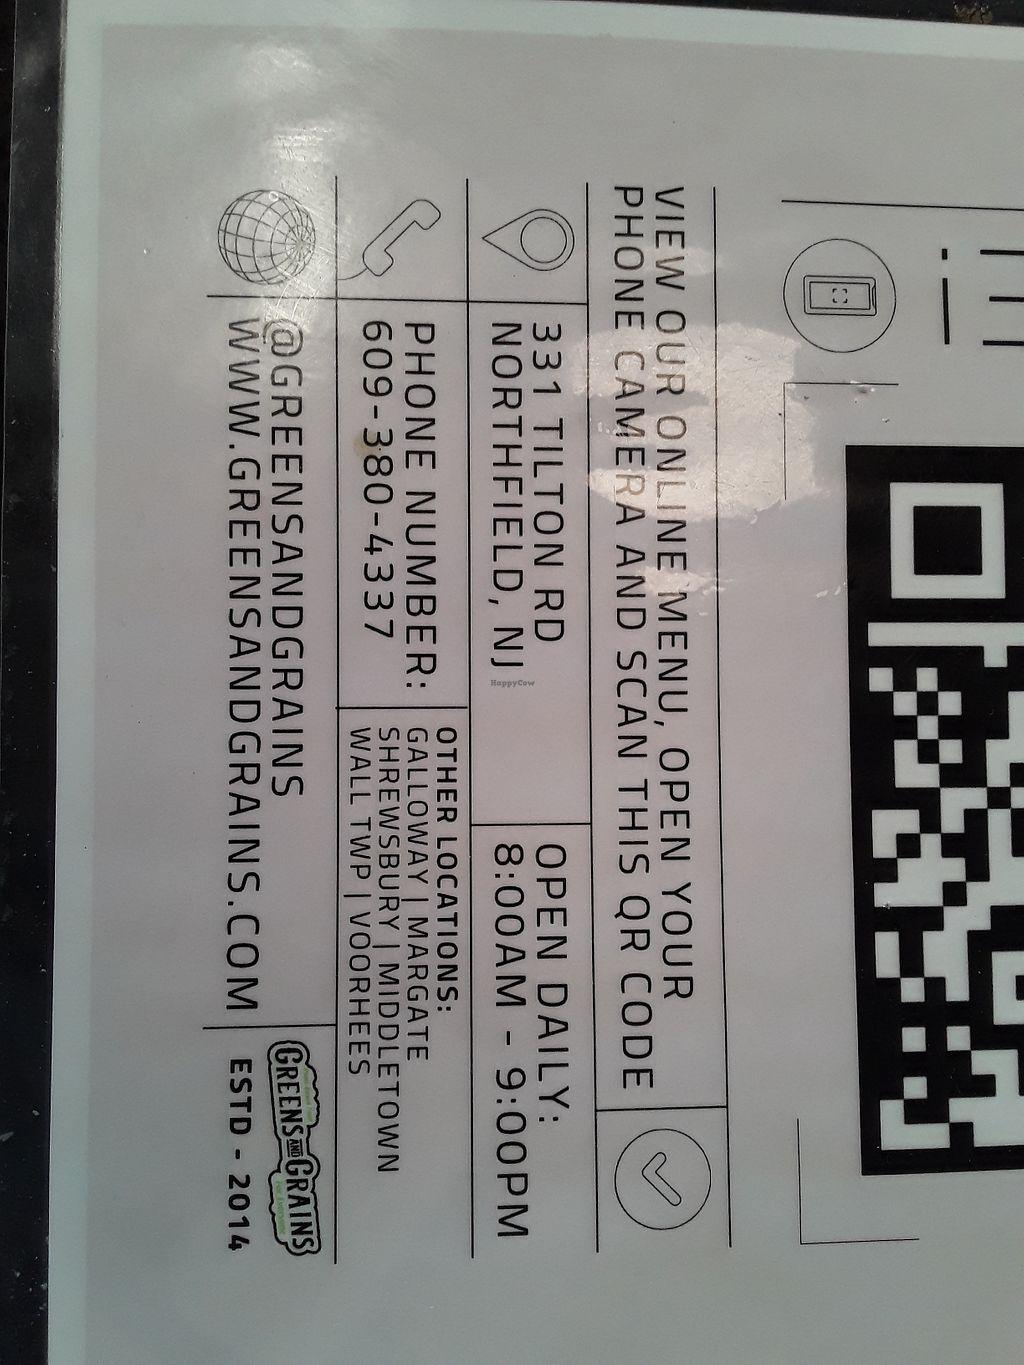 VIEW OUR ONLINE MENU, OPEN YOUR
PHONE CAMERA AND SCAN THIS QR CODE
331 TILTON RD
NORTHFIELD, NJ
OPEN DAILY:
8:00AM - 9:00PM
PHONE NUMBER:
609-380-4337
OTHER LOCATIONS:
GALLOWAY | MARGATE
SHREWSBURY | MIDDLETOWN
WALL TWP | VOORHEES
@GREENSANDGRAINS
WWW.GREENSANDGRAINS.COM
GREENS AND GRAINS
ESTD - 2014
HappyCow